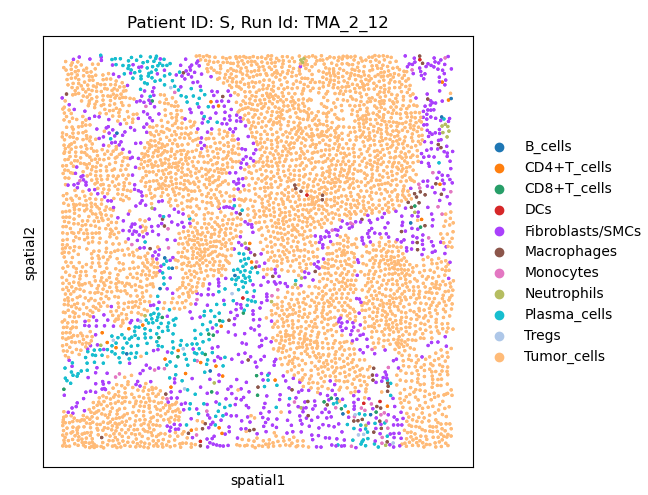 Patient ID: S, Run Id: TMA_2_12
spatial2
spatial1
B_cells
CD4+T_cells
CD8+T_cells
DCs
Fibroblasts/SMCs
Macrophages
Monocytes
Neutrophils
Plasma_cells
Tregs
Tumor_cells